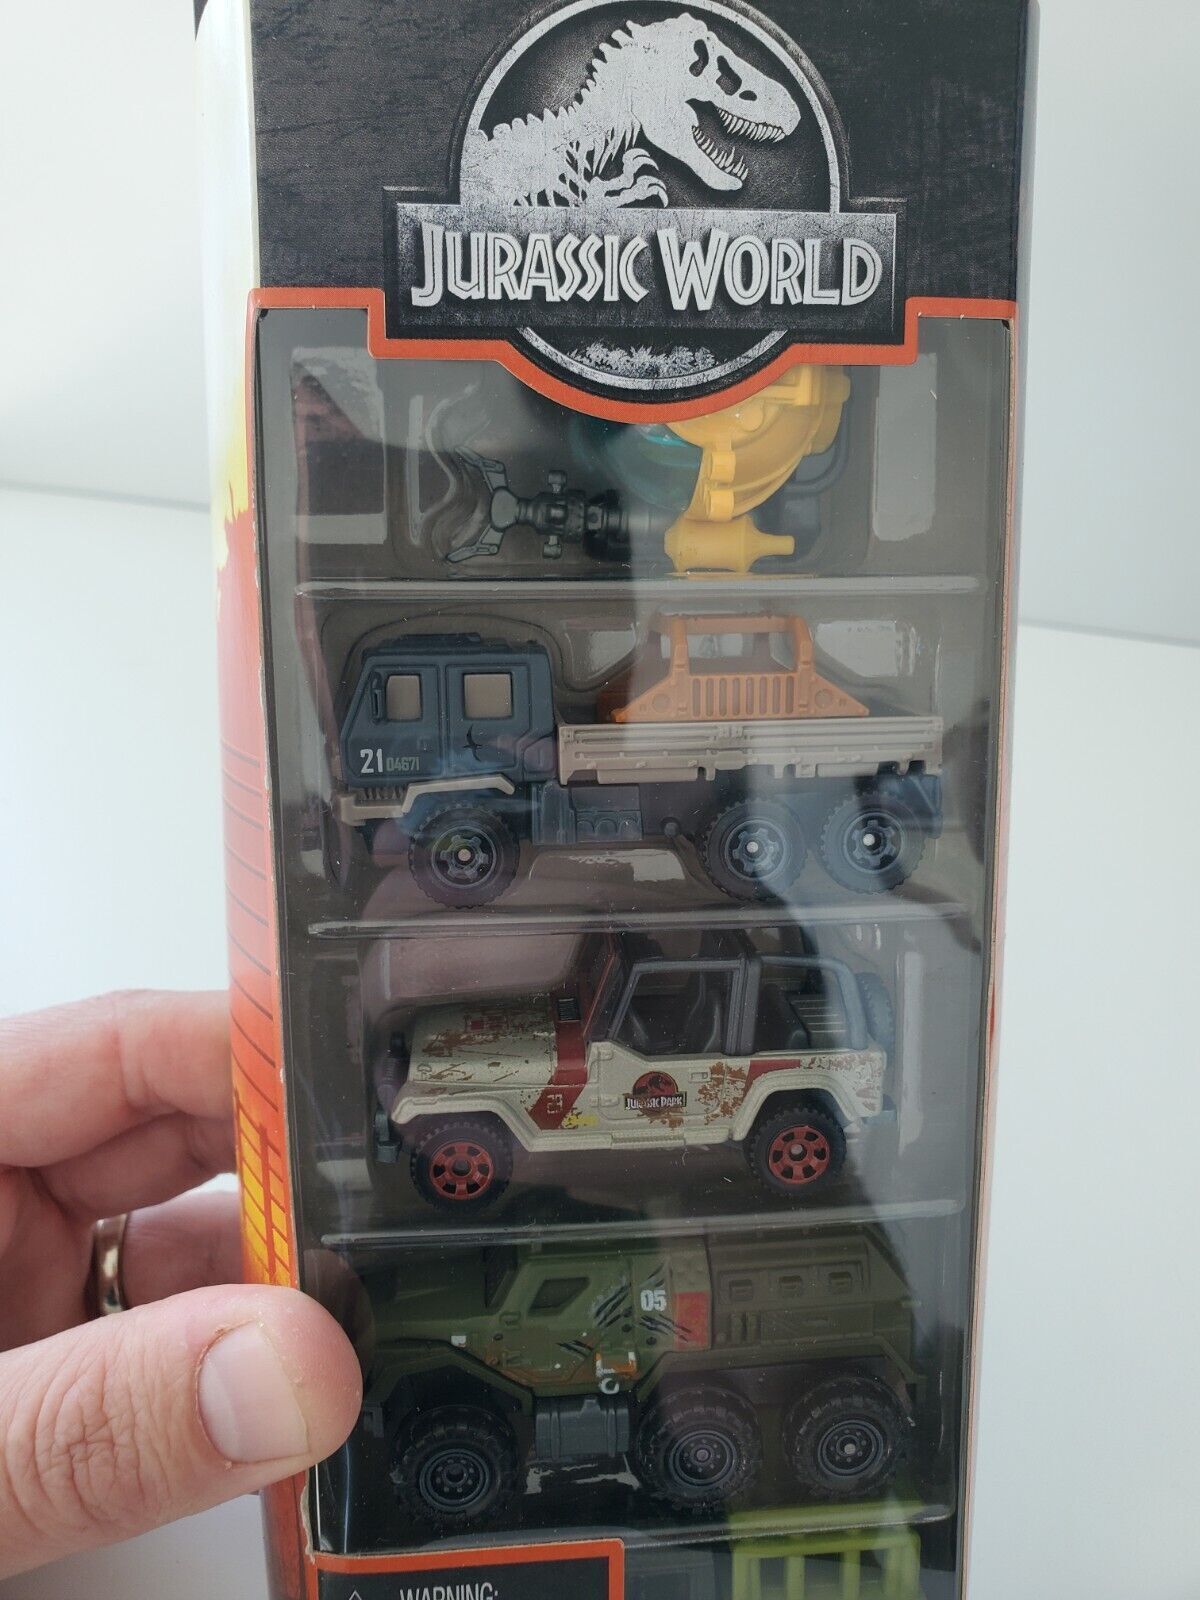 JURASSIC WORLD
21 04671
JURASSIC PARK
05
WARNING: